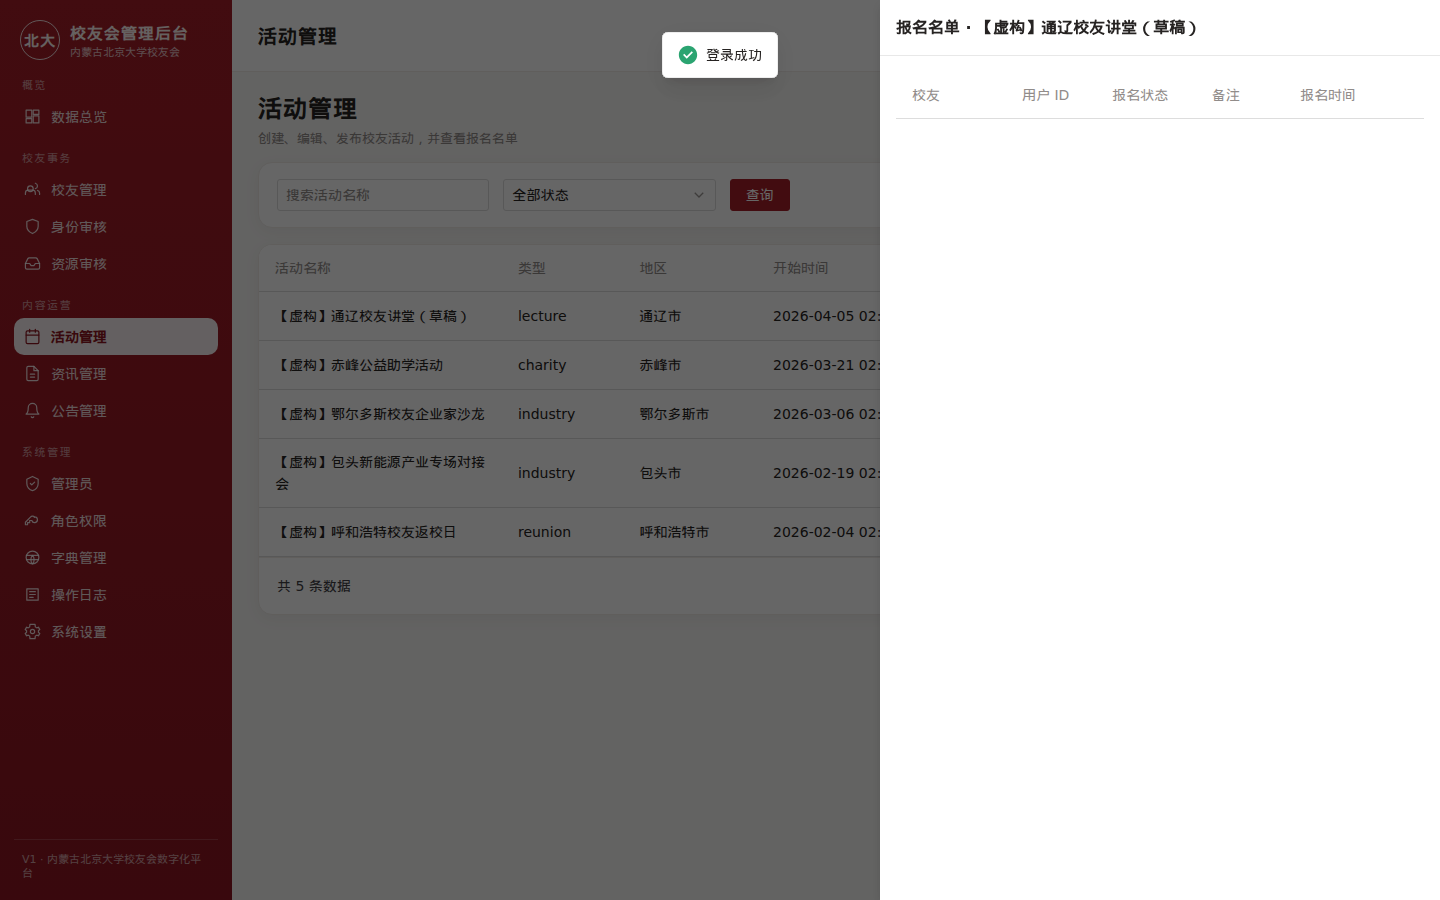 北大
校友会管理后台
内蒙古北京大学校友会
概览
数据总览
校友事务
校友管理
身份审核
资源审核
内容运营
活动管理
资讯管理
公告管理
系统管理
管理员
角色权限
字典管理
操作日志
系统设置
V1 · 内蒙古北京大学校友会数字化平
台
活动管理
登录成功
活动管理
创建、编辑、发布校友活动，并查看报名名单
搜索活动名称
全部状态
查询
活动名称 类型 地区 开始时间
【虚构】通辽校友讲堂（草稿） lecture 通辽市 2026-04-05 02:
【虚构】赤峰公益助学活动 charity 赤峰市 2026-03-21 02:
【虚构】鄂尔多斯校友企业家沙龙 industry 鄂尔多斯市 2026-03-06 02:
【虚构】包头新能源产业专场对接
会 industry 包头市 2026-02-19 02:
【虚构】呼和浩特校友返校日 reunion 呼和浩特市 2026-02-04 02:
共 5 条数据
报名名单 · 【虚构】通辽校友讲堂（草稿）
校友 用户 ID 报名状态 备注 报名时间